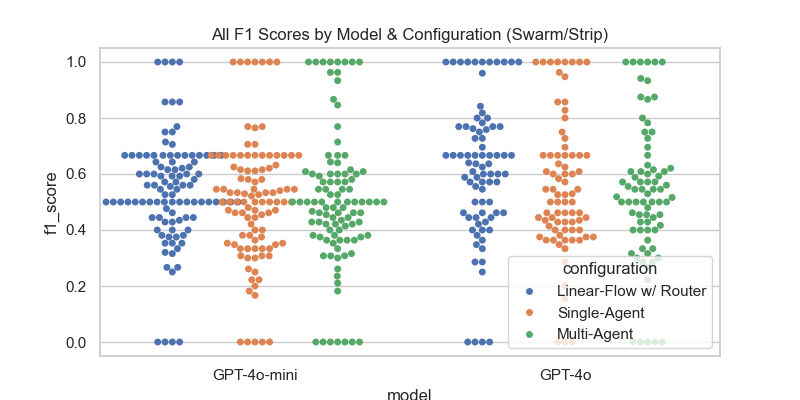 All F1 Scores by Model & Configuration (Swarm/Strip)
f1_score
1.0
0.8
0.6
0.4
0.2
0.0
GPT-4o-mini
GPT-4o
model
configuration
Linear-Flow w/ Router
Single-Agent
Multi-Agent